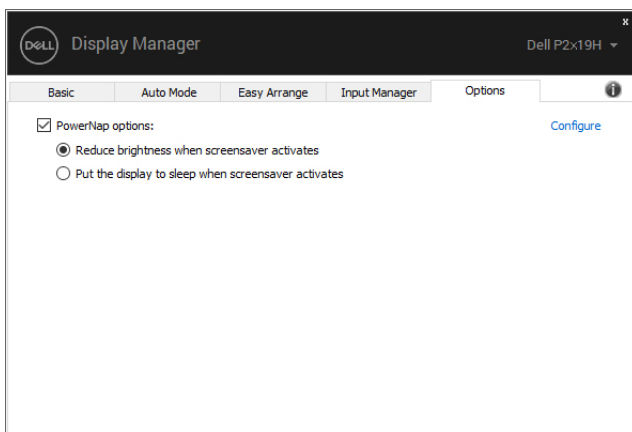 x
DELL Display Manager Dell P2x19H
Basic Auto Mode Easy Arrange Input Manager Options i
PowerNap options: Configure
Reduce brightness when screensaver activates
Put the display to sleep when screensaver activates